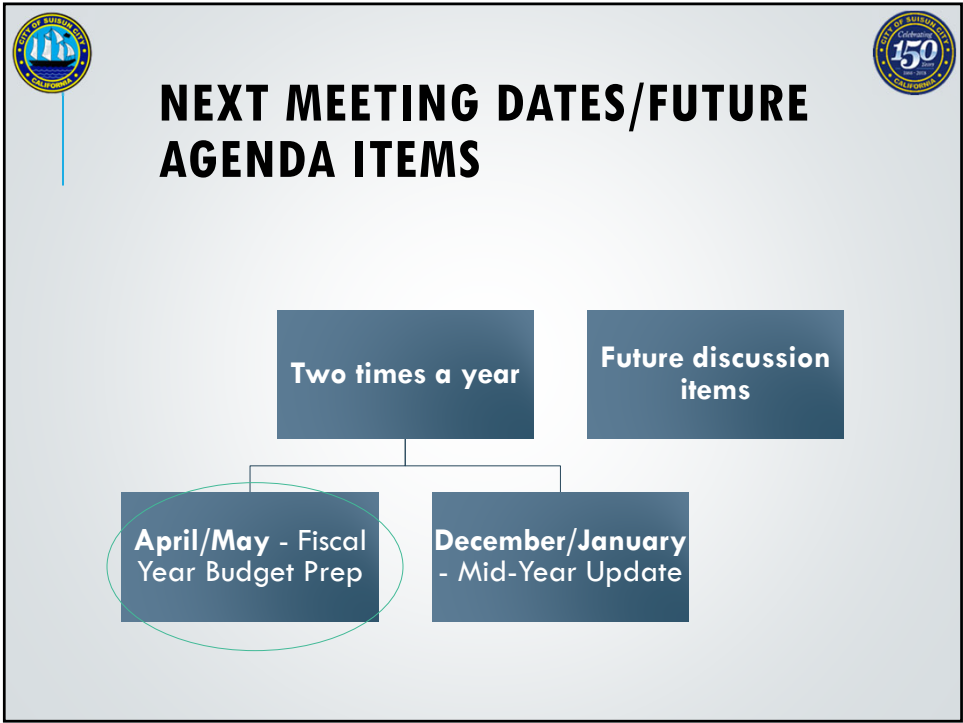 CITY OF SUISUN CITY
CALIFORNIA
CITY OF SUISUN CITY
Celebrating
150
Years
CALIFORNIA
NEXT MEETING DATES/FUTURE
AGENDA ITEMS
Two times a year
Future discussion
items
April/May - Fiscal
Year Budget Prep
December/January
- Mid-Year Update